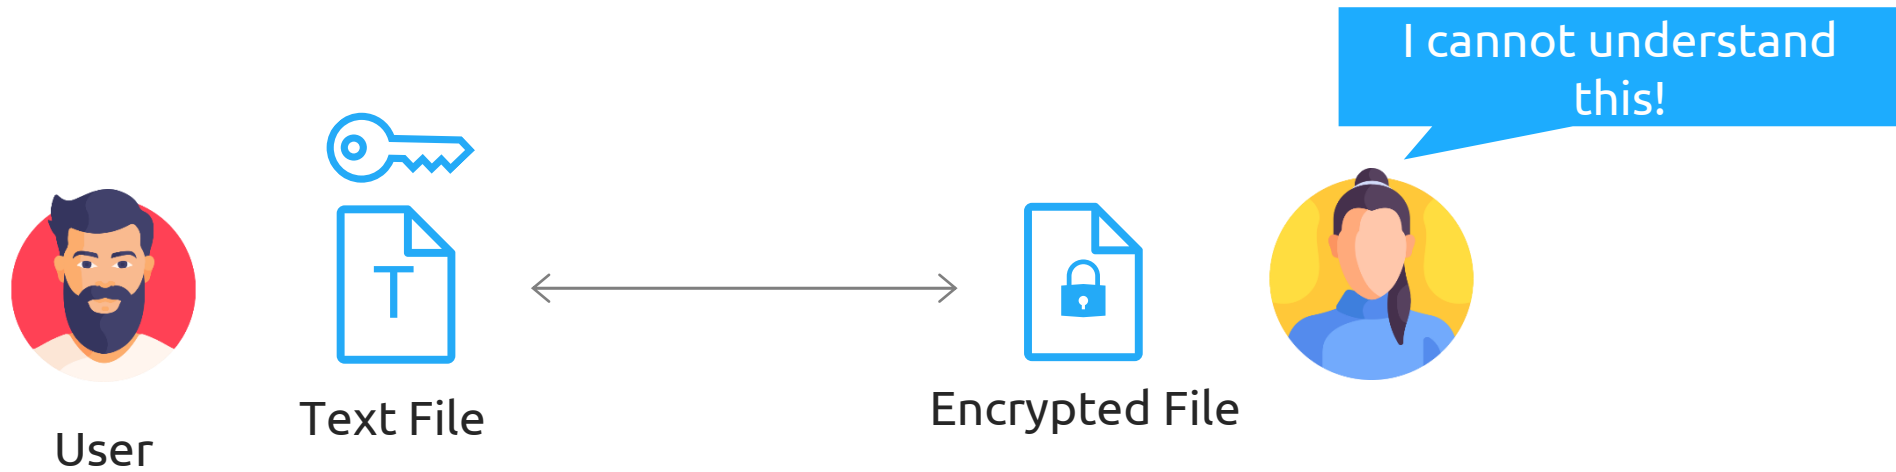 I cannot understand
this!
T
Text File
Encrypted File
User